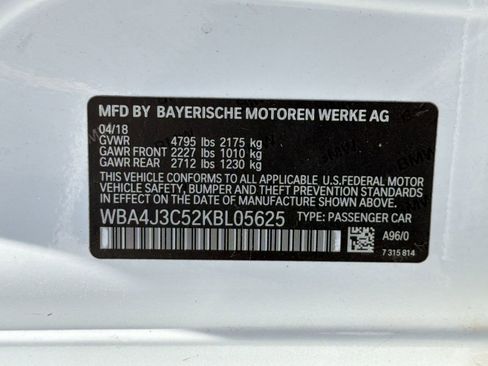 MFD BY BAYERISCHE MOTOREN WERKE AG
04/18
GVWR 4795 lbs 2175 kg
GAWR FRONT 2227 lbs 1010 kg
GAWR REAR 2712 lbs 1230 kg
THIS VEHICLE CONFORMS TO ALL APPLICABLE U.S.FEDERAL MOTOR
VEHICLE SAFETY, BUMPER AND THEFT PREVENTION STANDARDS
IN EFFECT ON THE DATE OF MANUFACTURE SHOWN ABOVE.
WBA4J3C52KBL05625 TYPE: PASSENGER CAR
A96/0
7 315 814